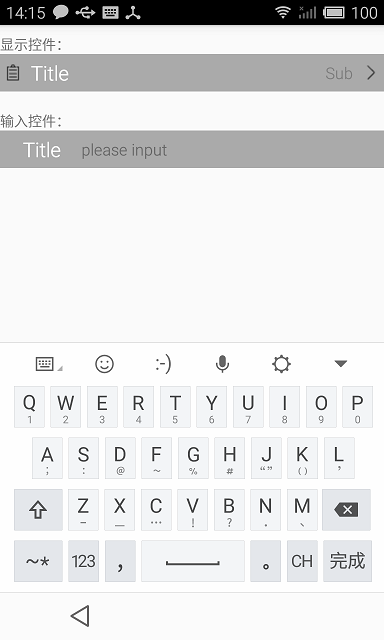 14:15 100
显示控件：
Title Sub
输入控件：
Title please input
:-)
Q W E R T Y U I O P
1 2 3 4 5 6 7 8 9 0
A S D F G H J K L
; : @ ~ % # “” () ’
Z X C V B N M
– — … ! ? . 、
~* 123 ， 。 CH 完成